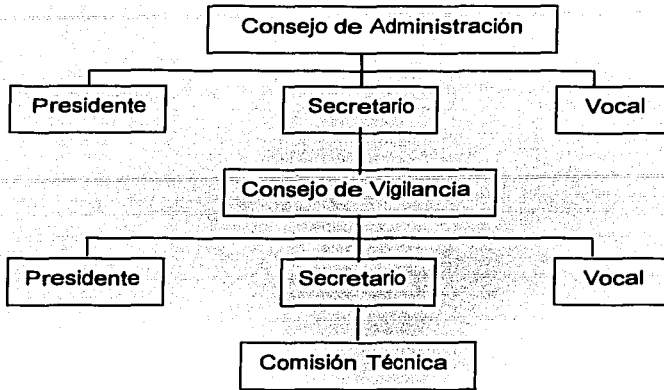 Consejo de Administración
Presidente
Secretario
Vocal
Consejo de Vigilancia
Presidente
Secretario
Vocal
Comisión Técnica